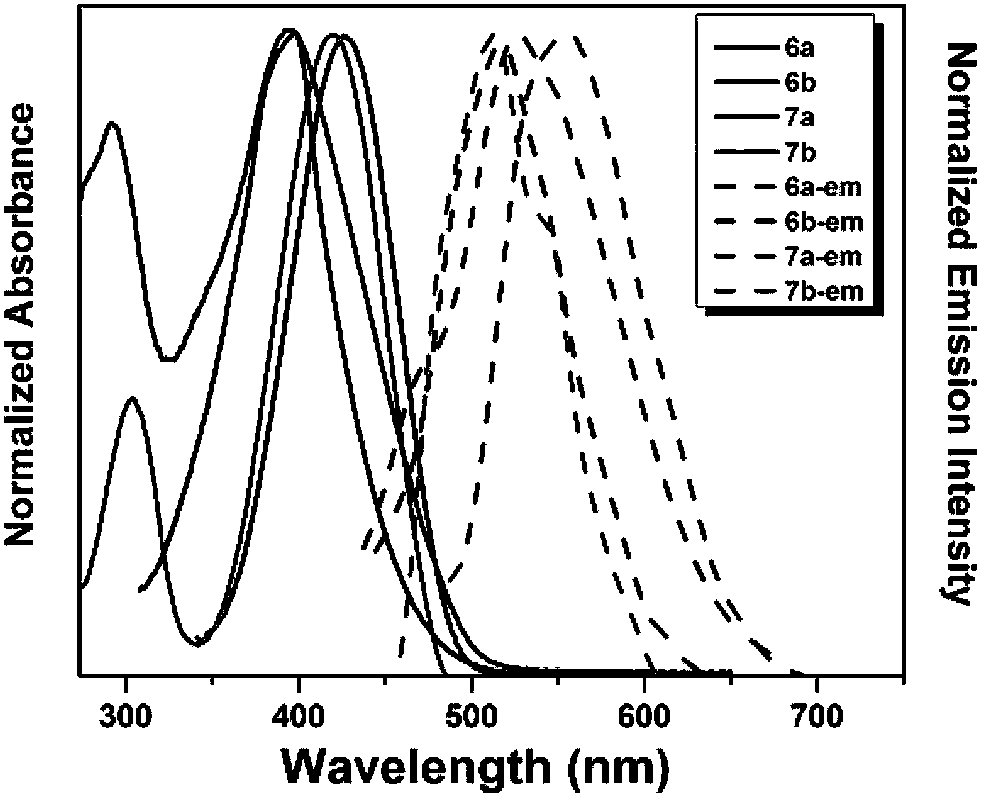 Normalized Absorbance
6a
6b
7a
7b
6a-em
6b-em
7a-em
7b-em
Normalized Emission Intensity
300 400 500 600 700
Wavelength (nm)